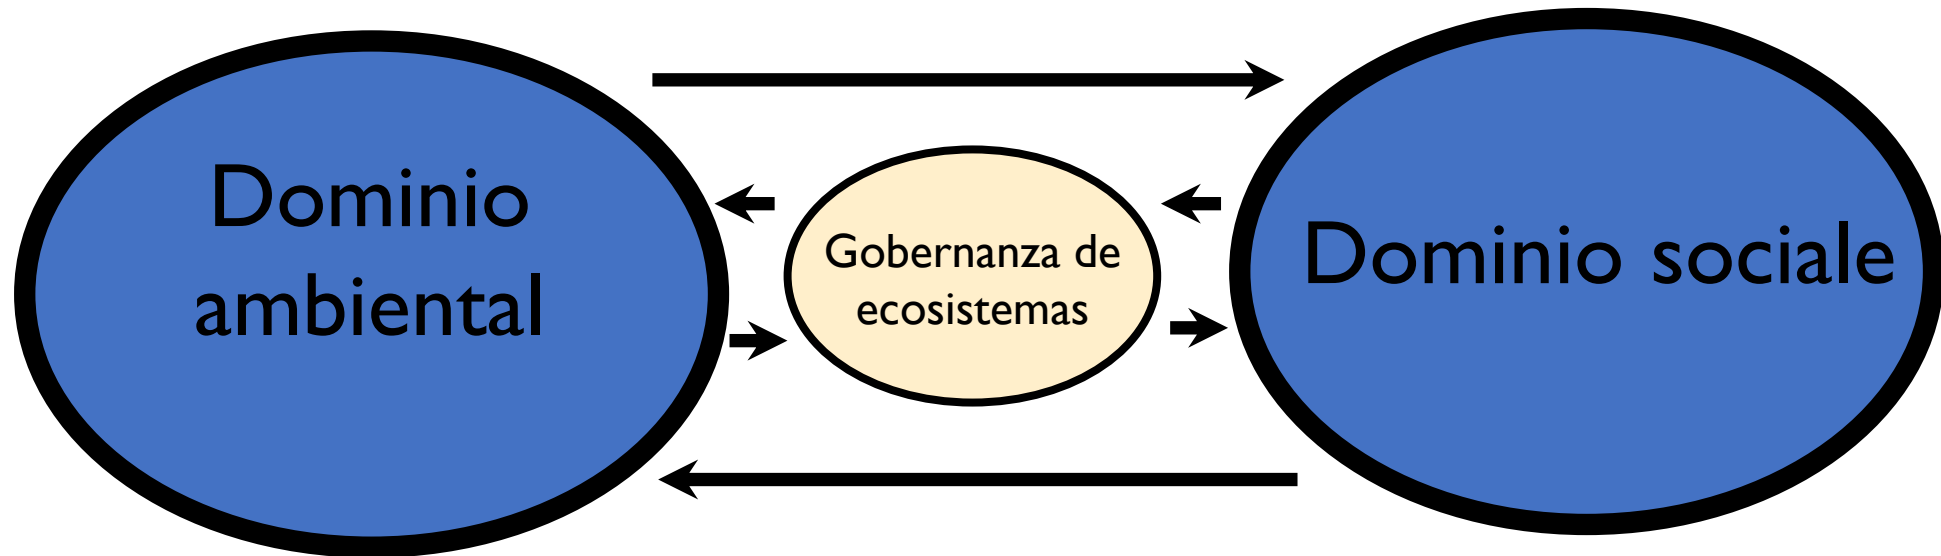 Dominio
ambiental
Gobernanza de
ecosistemas
Dominio sociale